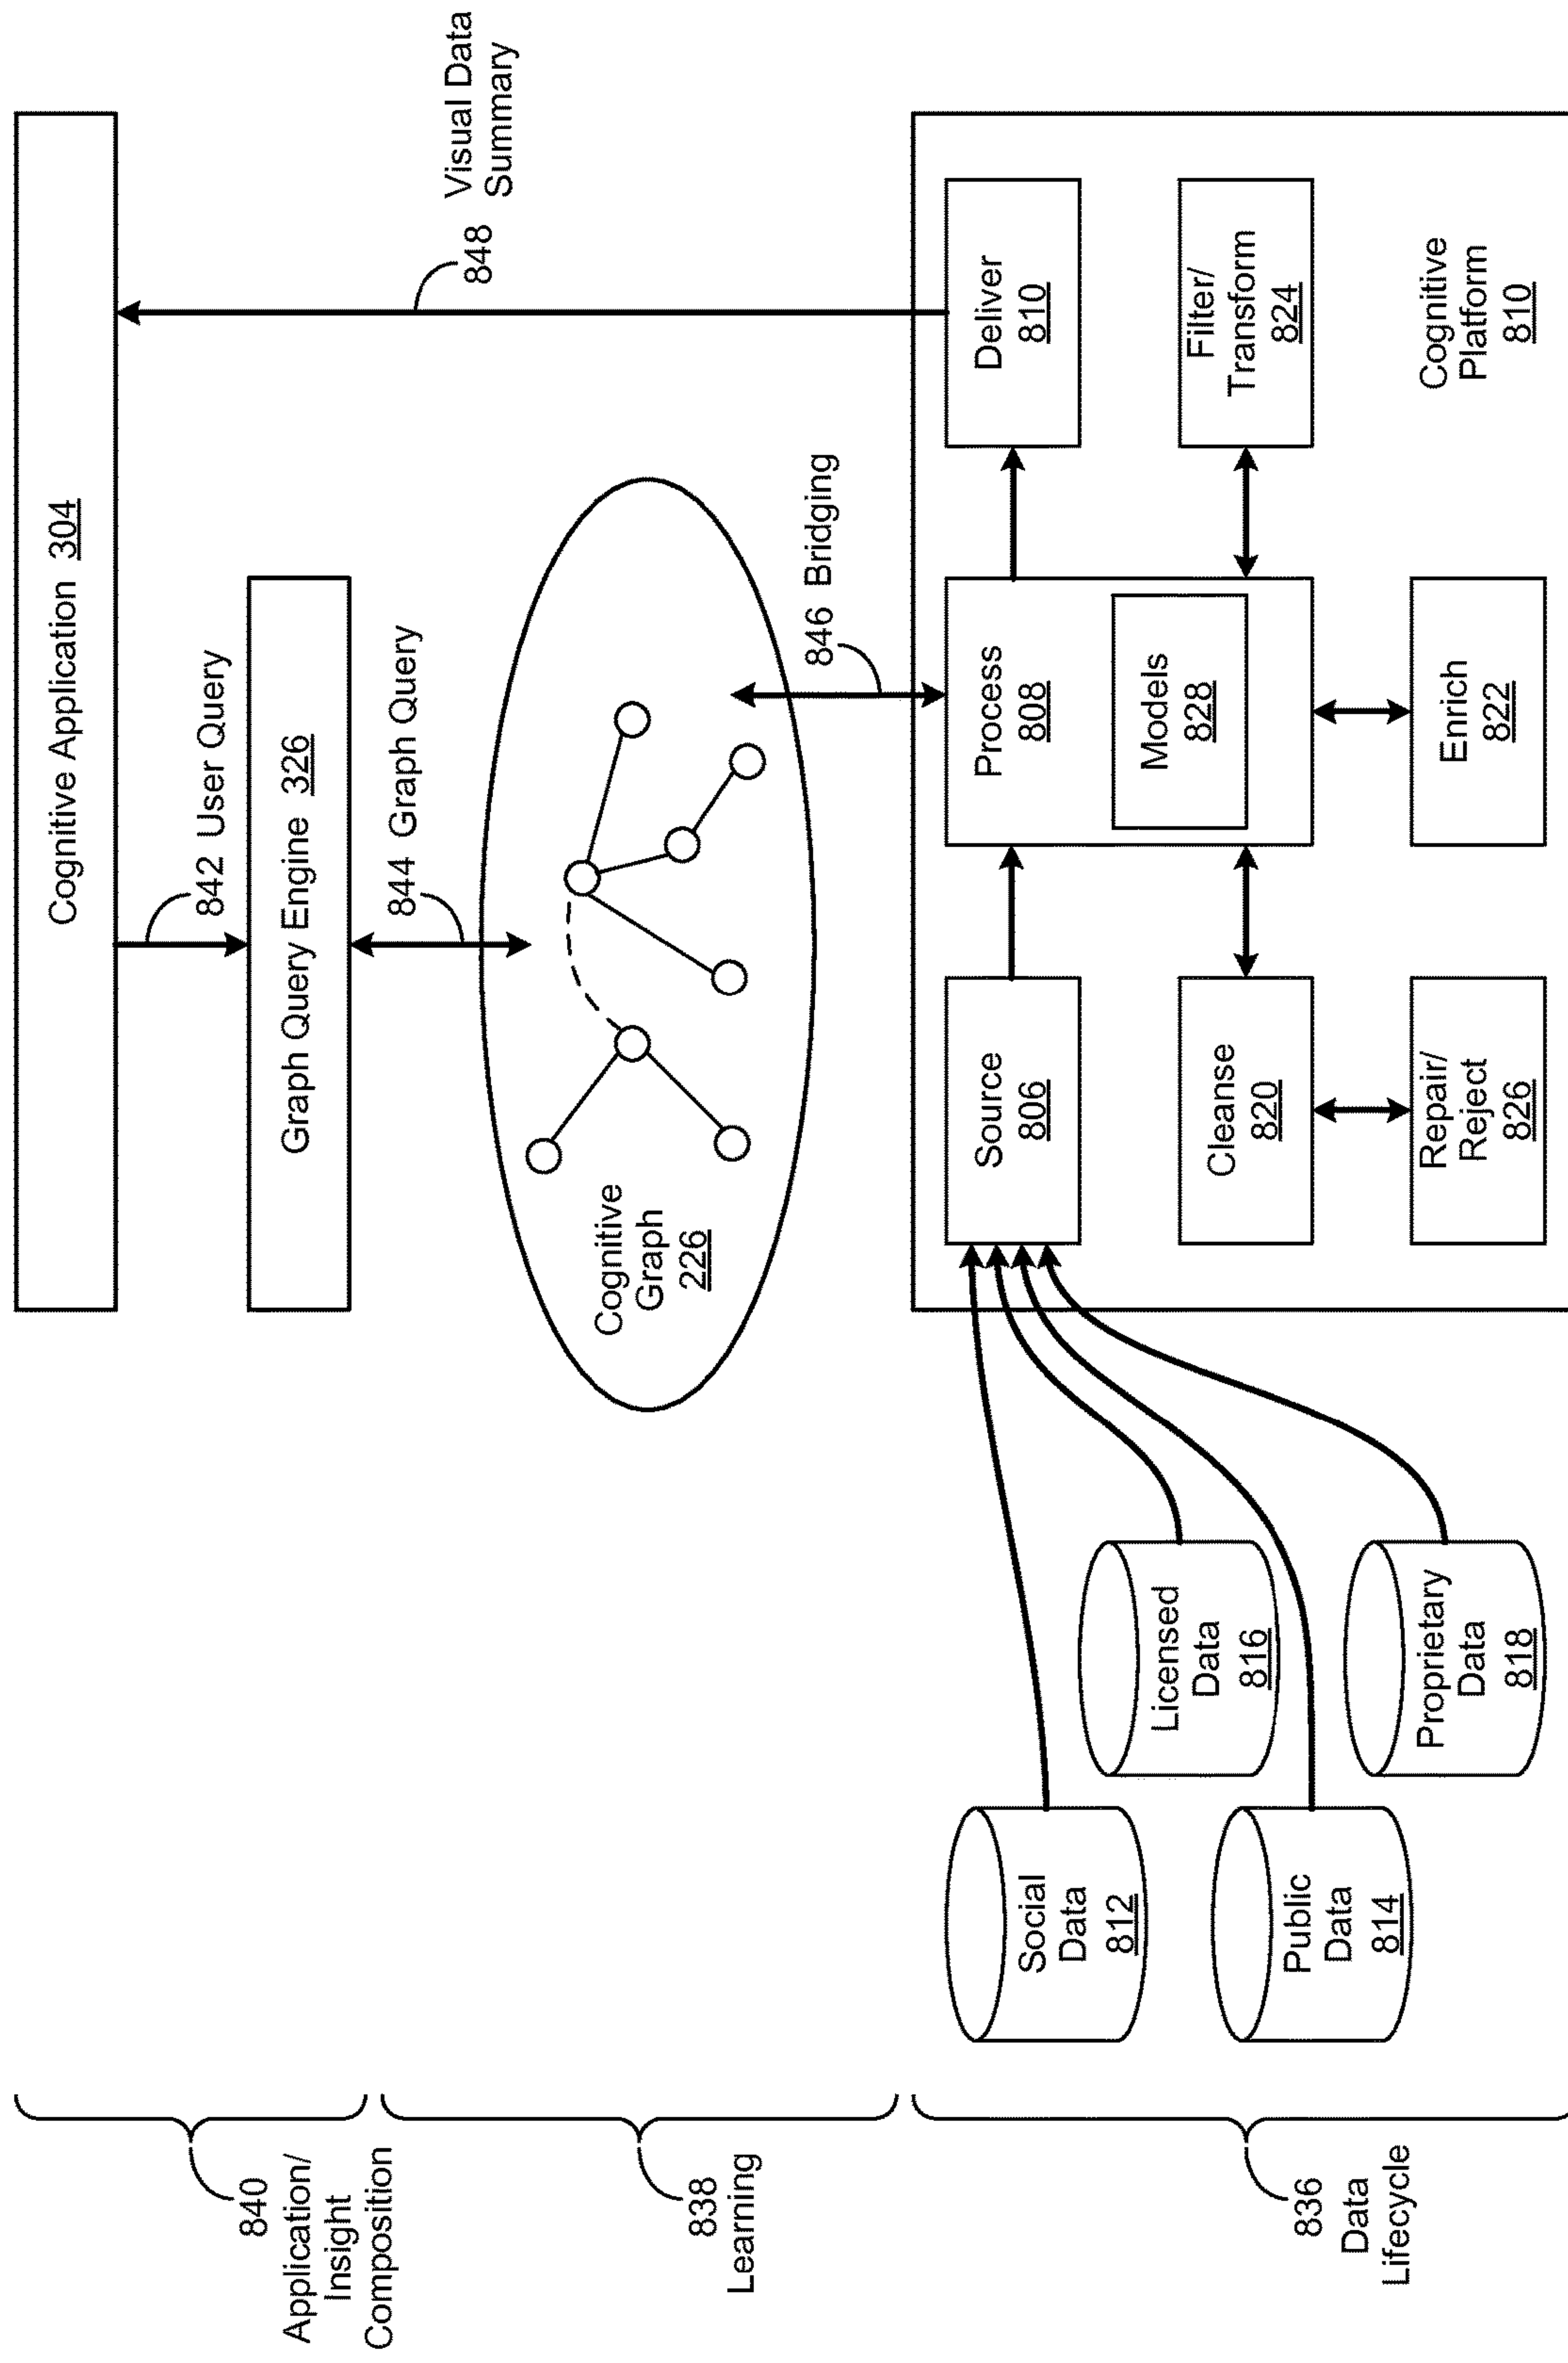 840
Application/
Insight
Composition
Cognitive Application 304
842 User Query
Graph Query Engine 326
848 Visual Data
Summary
838
Learning
844 Graph Query
Cognitive
Graph
226
846 Bridging
836
Data
Lifecycle
Social
Data
812
Licensed
Data
816
Public
Data
814
Proprietary
Data
818
Source
806
Process
808
Deliver
810
Cleanse
820
Models
828
Filter/
Transform
824
Repair/
Reject
826
Enrich
822
Cognitive
Platform
810